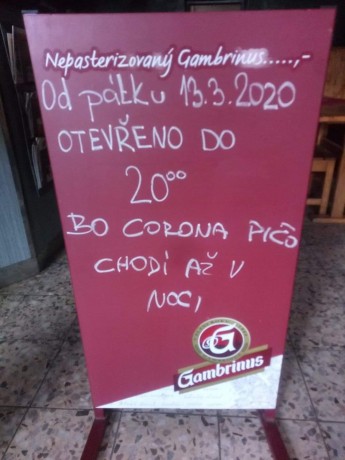 Nepasterizovaný Gambrinus.....,-
Od pátku 13.3.2020
OTEVŘENO DO
20°°
BO CORONA PIČO
CHODÍ AŽ V
NOCI
G
Gambrinus